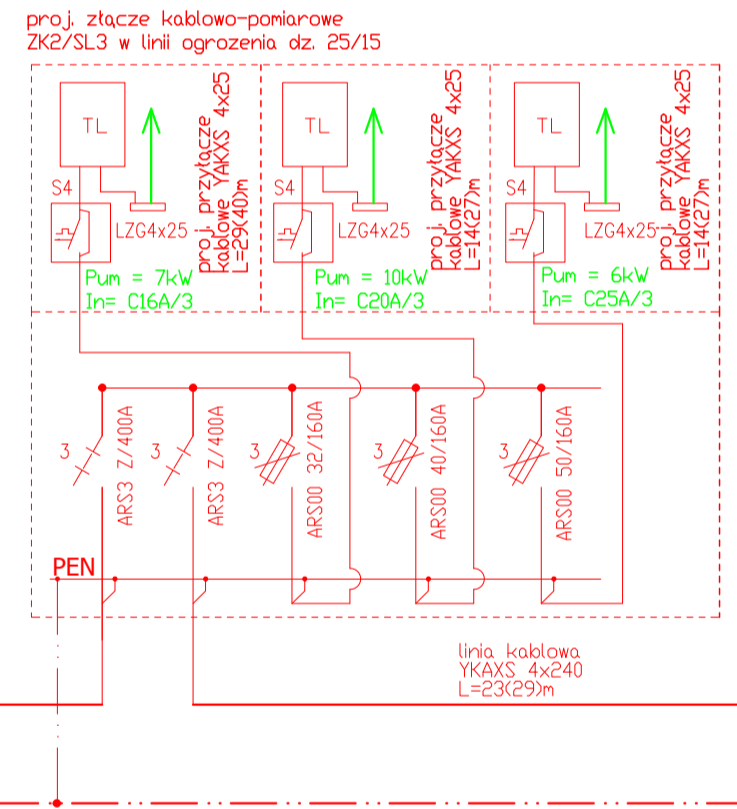 proj. złącze kablowo-pomiarowe
ZK2/SL3 w linii ogrozenia dz. 25/15
TL
S4
LZG4x25
proj. przyłącze
kablowe YAKXS 4x25
L=29(40)m
Pum = 7kW
In= C16A/3
TL
S4
LZG4x25
proj. przyłącze
kablowe YAKXS 4x25
L=14(27)m
Pum = 10kW
In= C20A/3
TL
S4
LZG4x25
proj. przyłącze
kablowe YAKXS 4x25
L=14(27)m
Pum = 6kW
In= C25A/3
3
ARS3 Z/400A
3
ARS3 Z/400A
3
ARS00 32/160A
3
ARS00 40/160A
3
ARS00 50/160A
PEN
linia kablowa
YKAXS 4x240
L=23(29)m